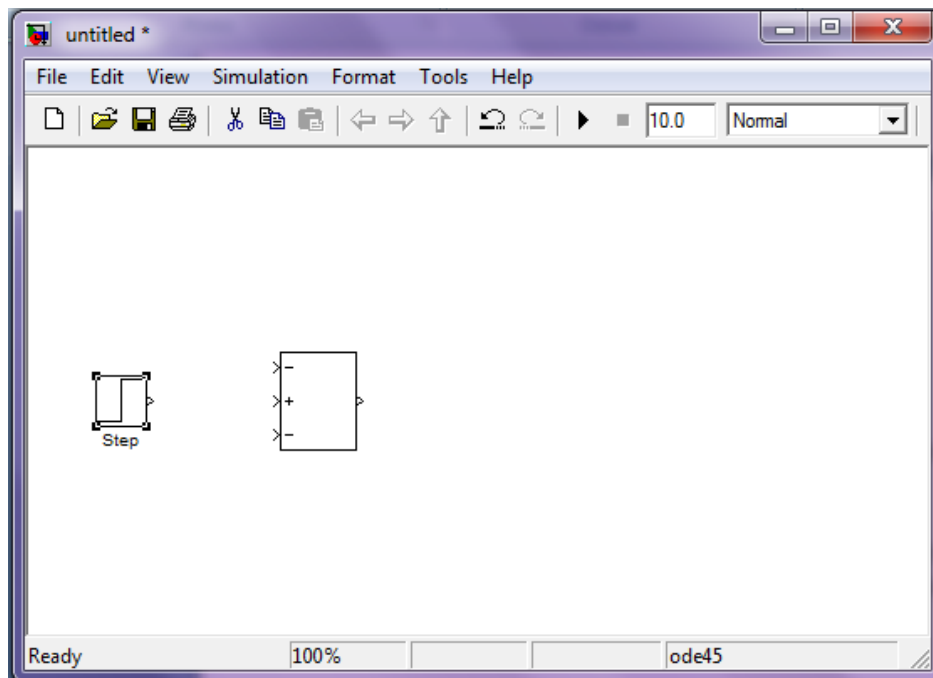 untitled *
File Edit View Simulation Format Tools Help
10.0 Normal
−
+
−
Step
Ready 100% ode45